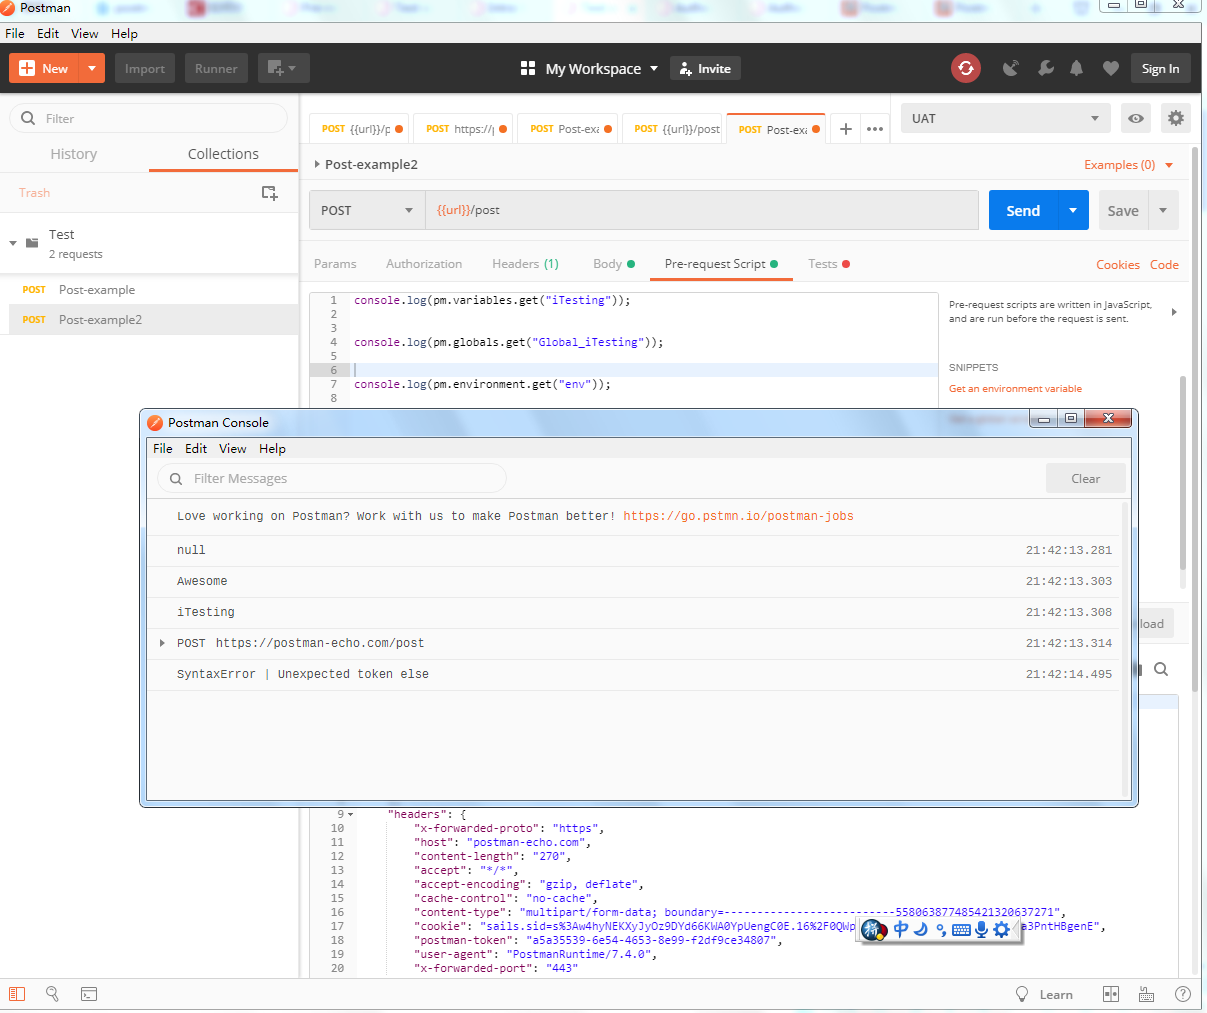 Postman
File Edit View Help
New Import Runner My Workspace Invite Sign In
Filter
History Collections
Trash
Test
2 requests
POST Post-example
POST Post-example2
POST {{url}}/p POST https://p POST Post-exa POST {{url}}/post POST Post-exa
UAT
Post-example2 Examples (0)
POST {{url}}/post Send Save
Params Authorization Headers (1) Body Pre-request Script Tests Cookies Code
1 console.log(pm.variables.get("iTesting"));
2
3
4 console.log(pm.globals.get("Global_iTesting"));
5
6
7 console.log(pm.environment.get("env"));
8
Pre-request scripts are written in JavaScript,
and are run before the request is sent.
SNIPPETS
Get an environment variable
Postman Console
File Edit View Help
Filter Messages Clear
Love working on Postman? Work with us to make Postman better! https://go.pstmn.io/postman-jobs
null 21:42:13.281
Awesome 21:42:13.303
iTesting 21:42:13.308
POST https://postman-echo.com/post 21:42:13.314
SyntaxError | Unexpected token else 21:42:14.495
load
9 "headers": {
10 "x-forwarded-proto": "https",
11 "host": "postman-echo.com",
12 "content-length": "270",
13 "accept": "*/*",
14 "accept-encoding": "gzip, deflate",
15 "cache-control": "no-cache",
16 "content-type": "multipart/form-data; boundary=--------------------------558063877485421320637271",
17 "cookie": "sails.sid=s%3Aw4hyNEKXyJyOz9DYd66KWA0YpUengC0E.16%2F0QWp a3PntHBgenE",
18 "postman-token": "a5a35539-6e54-4653-8e99-f2df9ce34807",
19 "user-agent": "PostmanRuntime/7.4.0",
20 "x-forwarded-port": "443"
中
Learn